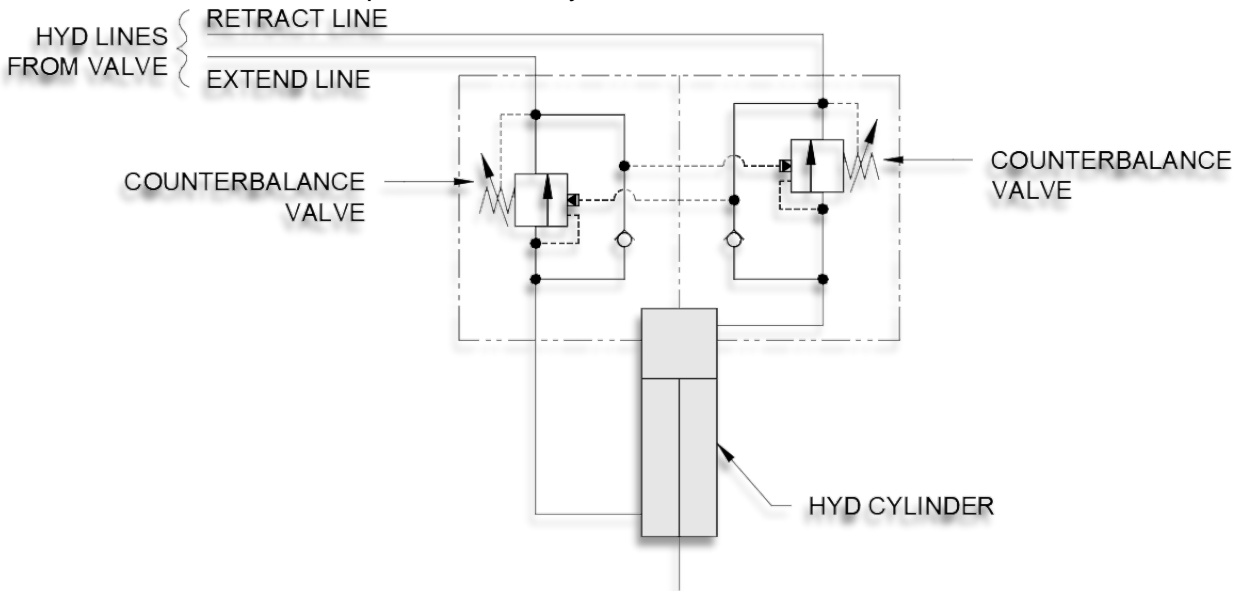 RETRACT LINE
HYD LINES
FROM VALVE
EXTEND LINE
COUNTERBALANCE
VALVE
COUNTERBALANCE
VALVE
HYD CYLINDER